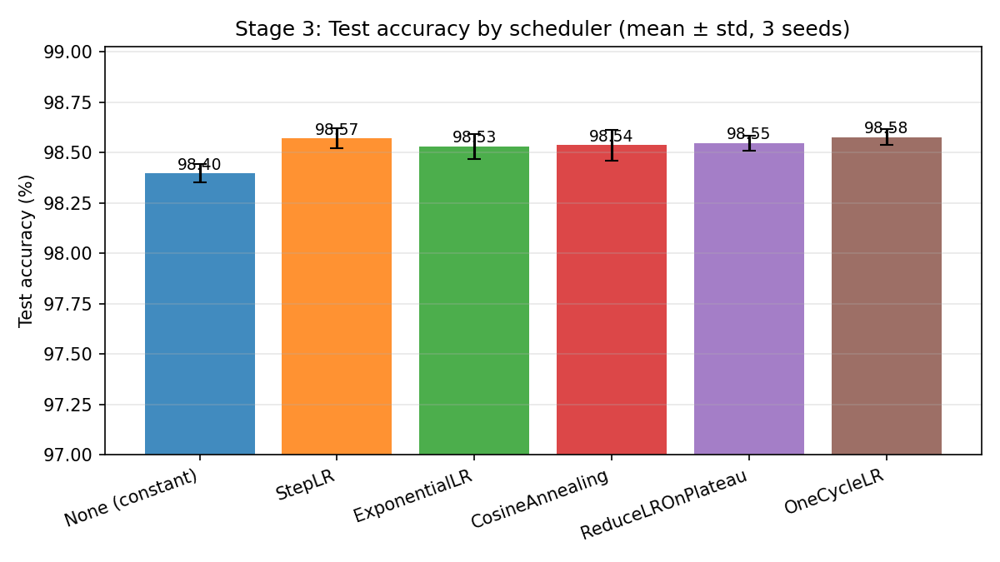 Stage 3: Test accuracy by scheduler (mean ± std, 3 seeds)
Test accuracy (%)
99.00
98.75
98.50
98.25
98.00
97.75
97.50
97.25
97.00
98.40
98.57
98.53
98.54
98.55
98.58
None (constant)
StepLR
ExponentialLR
CosineAnnealing
ReduceLROnPlateau
OneCycleLR